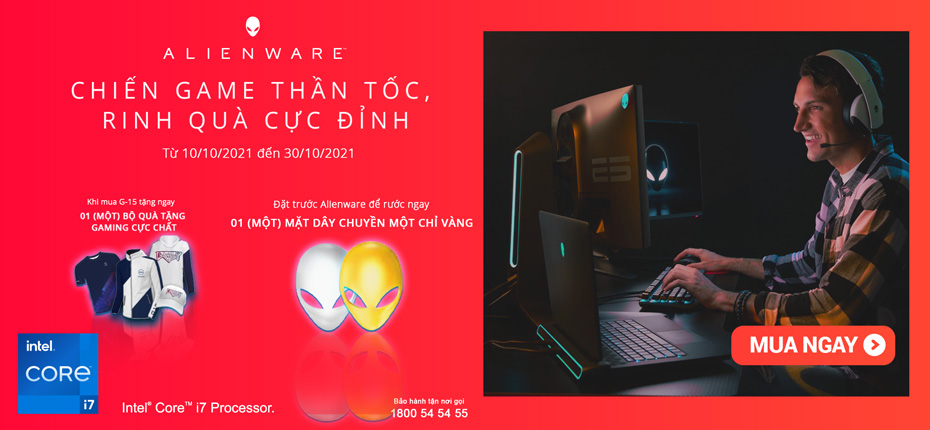 ALIENWARE™
CHIẾN GAME THẦN TỐC,
RINH QUÀ CỰC ĐỈNH
Từ 10/10/2021 đến 30/10/2021
Khi mua G-15 tặng ngay
01 (MỘT) BỘ QUÀ TẶNG
GAMING CỰC CHẤT
Đặt trước Alienware để rước ngay
01 (MỘT) MẶT DÂY CHUYỀN MỘT CHỈ VÀNG
intel.
CORE™
i7
Intel® Core™ i7 Processor.
Bảo hành tận nơi gọi
1800 54 54 55
MUA NGAY